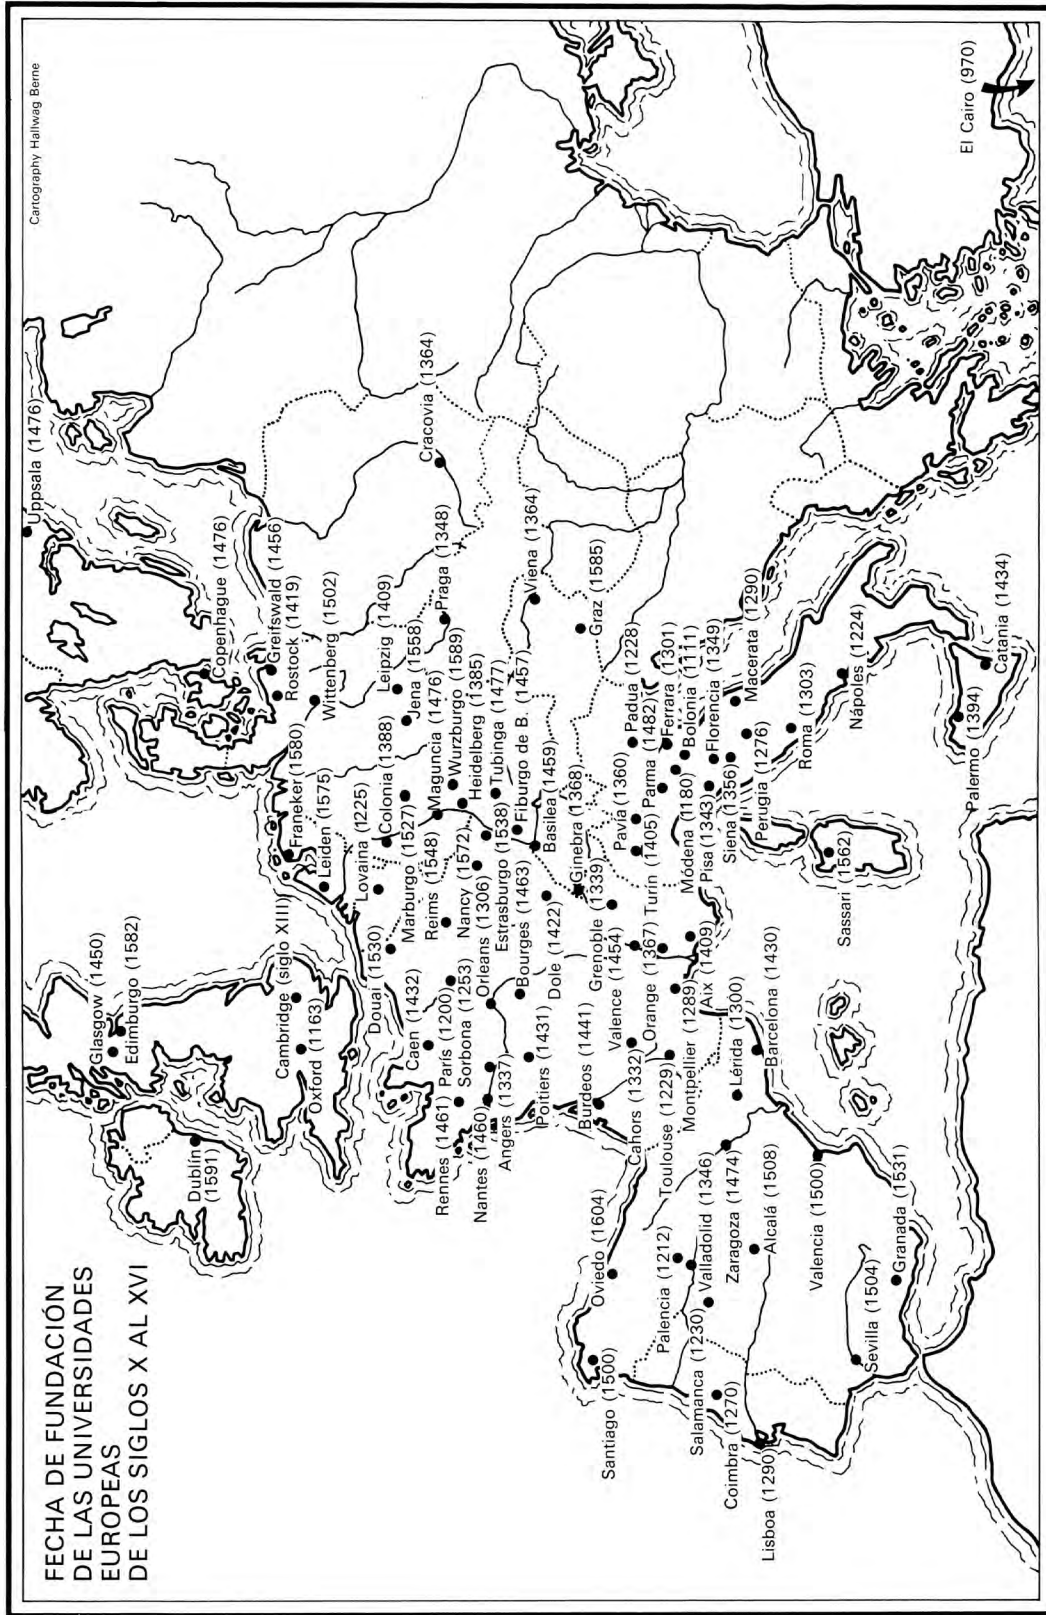 FECHA DE FUNDACIÓN
DE LAS UNIVERSIDADES
EUROPEAS
DE LOS SIGLOS X AL XVI
Cartography Hallwag Berne
Uppsala (1476)
Glasgow (1450)
Edimburgo (1582)
Dublin
(1591)
Copenhague (1476)
Greifswald (1456)
Rostock (1419)
Cambridge (siglo XIII)
Oxford (1163)
Franeker (1580)
Wittenberg (1502)
Leiden (1575)
Lovaina (1225)
Colonia (1388)
Leipzig (1409)
Douai (1530)
Marburgo (1527)
Jena (1558)
Caen (1432)
Reims (1548)
Maguncia (1476)
Praga (1348)
Cracovia (1364)
Rennes (1461)
París (1200)
Sorbona (1253)
Nancy (1572)
Wurzburgo (1589)
Orleans (1306)
Heidelberg (1385)
Nantes (1460)
Angers (1337)
Estrasburgo (1538)
Tubinga (1477)
Bourges (1463)
Friburgo de B. (1457)
Poitiers (1431)
Dole (1422)
Basilea (1459)
Viena (1364)
Burdeos (1441)
Grenoble (1339)
Ginebra (1368)
Graz (1585)
Oviedo (1604)
Santiago (1500)
Cahors (1332)
Valence (1454)
Pavía (1360)
Padua (1228)
Orange (1367)
Turín (1405)
Parma (1482)
Ferrara (1301)
Palencia (1212)
Toulouse (1229)
Montpellier (1289)
Módena (1180)
Bolonia (1111)
Salamanca (1230)
Valladolid (1346)
Aix (1409)
Pisa (1343)
Florencia (1349)
Coimbra (1270)
Zaragoza (1474)
Lérida (1300)
Siena (1356)
Macerata (1290)
Lisboa (1290)
Alcalá (1508)
Barcelona (1430)
Perugia (1276)
Roma (1303)
Valencia (1500)
Sassari (1562)
Nápoles (1224)
Sevilla (1504)
Granada (1531)
Palermo (1394)
Catania (1434)
El Cairo (970)